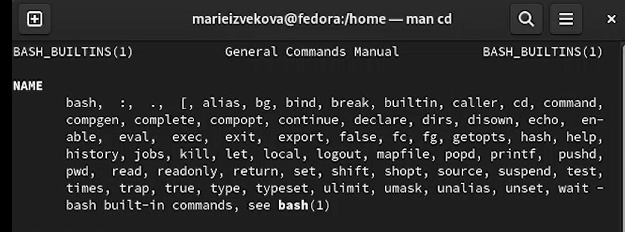 marieizvekova@fedora:/home — man cd
BASH_BUILTINS(1) General Commands Manual BASH_BUILTINS(1)
NAME
bash, :, ., [, alias, bg, bind, break, builtin, caller, cd, command,
compgen, complete, compopt, continue, declare, dirs, disown, echo, en-
able, eval, exec, exit, export, false, fc, fg, getopts, hash, help,
history, jobs, kill, let, local, logout, mapfile, popd, printf, pushd,
pwd, read, readonly, return, set, shift, shopt, source, suspend, test,
times, trap, true, type, typeset, ulimit, umask, unalias, unset, wait -
bash built-in commands, see bash(1)